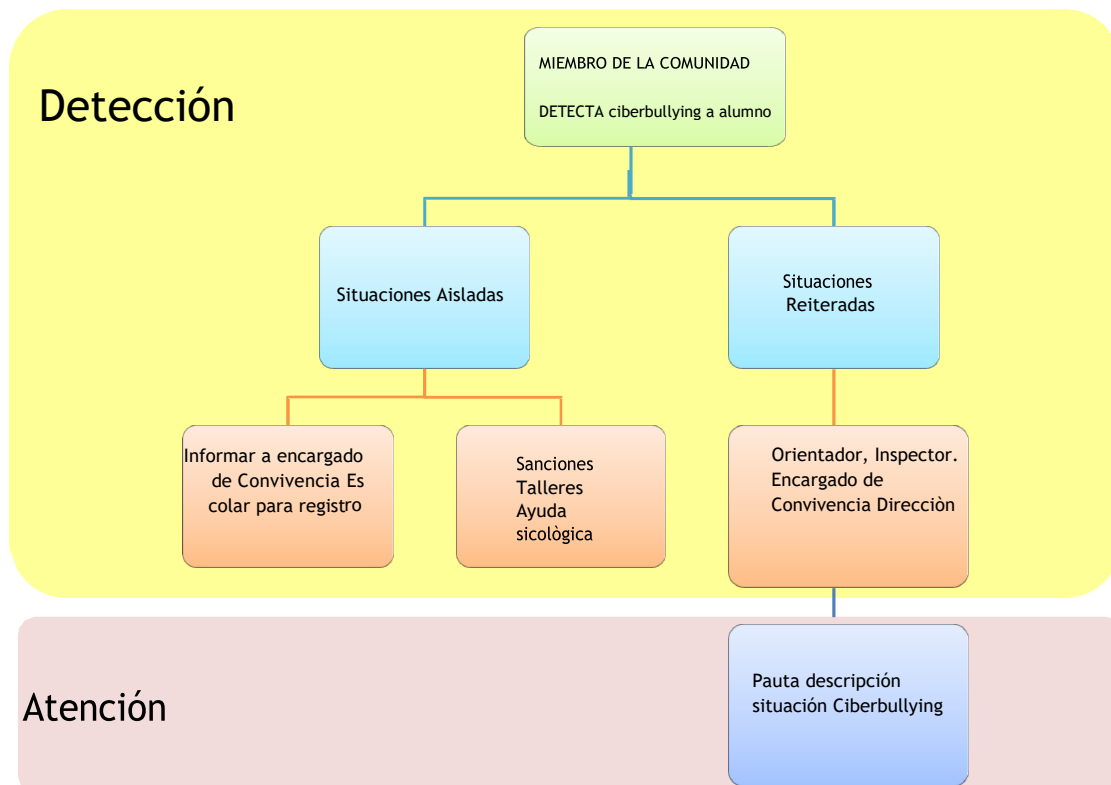 Detección
MIEMBRO DE LA COMUNIDAD
DETECTA ciberbullying a alumno
Situaciones Aisladas
Situaciones
Reiteradas
Informar a encargado
de Convivencia Es
colar para registro
Sanciones
Talleres
Ayuda
sicològica
Orientador, Inspector.
Encargado de
Convivencia Direcciòn
Atención
Pauta descripción
situación Ciberbullying